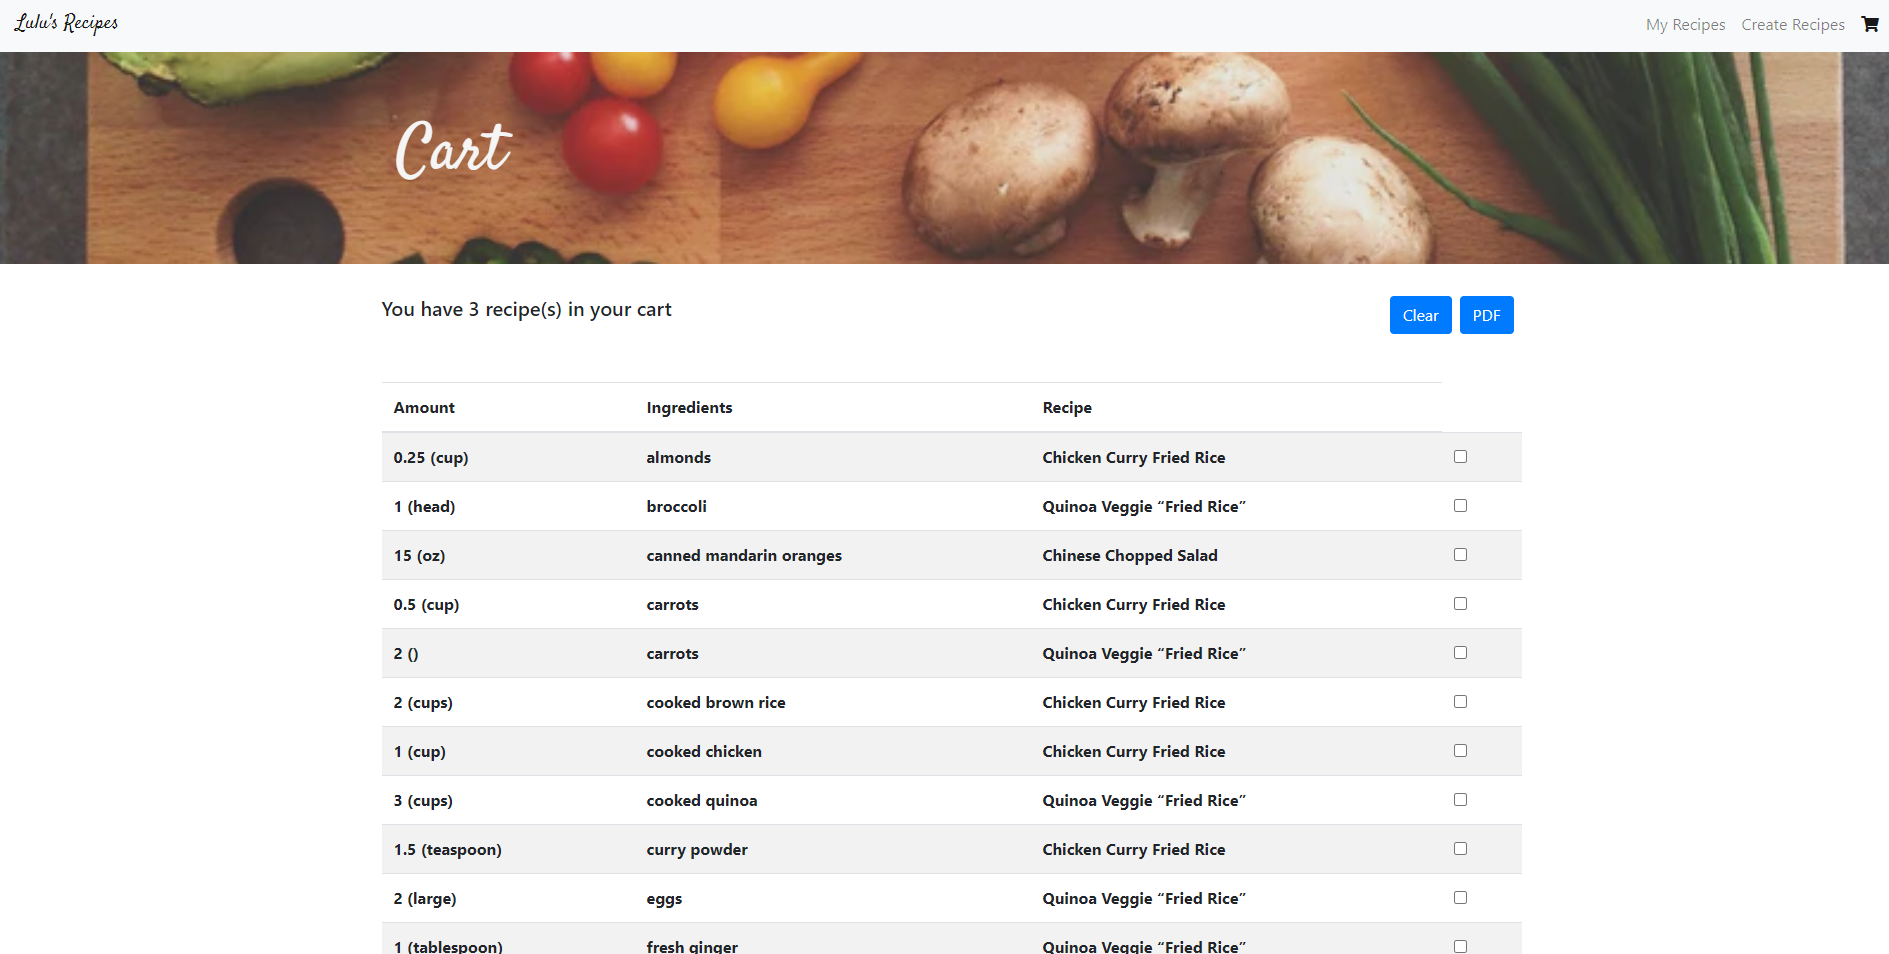 Lulu's Recipes My Recipes Create Recipes
Cart
You have 3 recipe(s) in your cart Clear PDF
Amount Ingredients Recipe
0.25 (cup) almonds Chicken Curry Fried Rice
1 (head) broccoli Quinoa Veggie “Fried Rice”
15 (oz) canned mandarin oranges Chinese Chopped Salad
0.5 (cup) carrots Chicken Curry Fried Rice
2 () carrots Quinoa Veggie “Fried Rice”
2 (cups) cooked brown rice Chicken Curry Fried Rice
1 (cup) cooked chicken Chicken Curry Fried Rice
3 (cups) cooked quinoa Quinoa Veggie “Fried Rice”
1.5 (teaspoon) curry powder Chicken Curry Fried Rice
2 (large) eggs Quinoa Veggie “Fried Rice”
1 (tablespoon) fresh ginger Quinoa Veggie “Fried Rice”